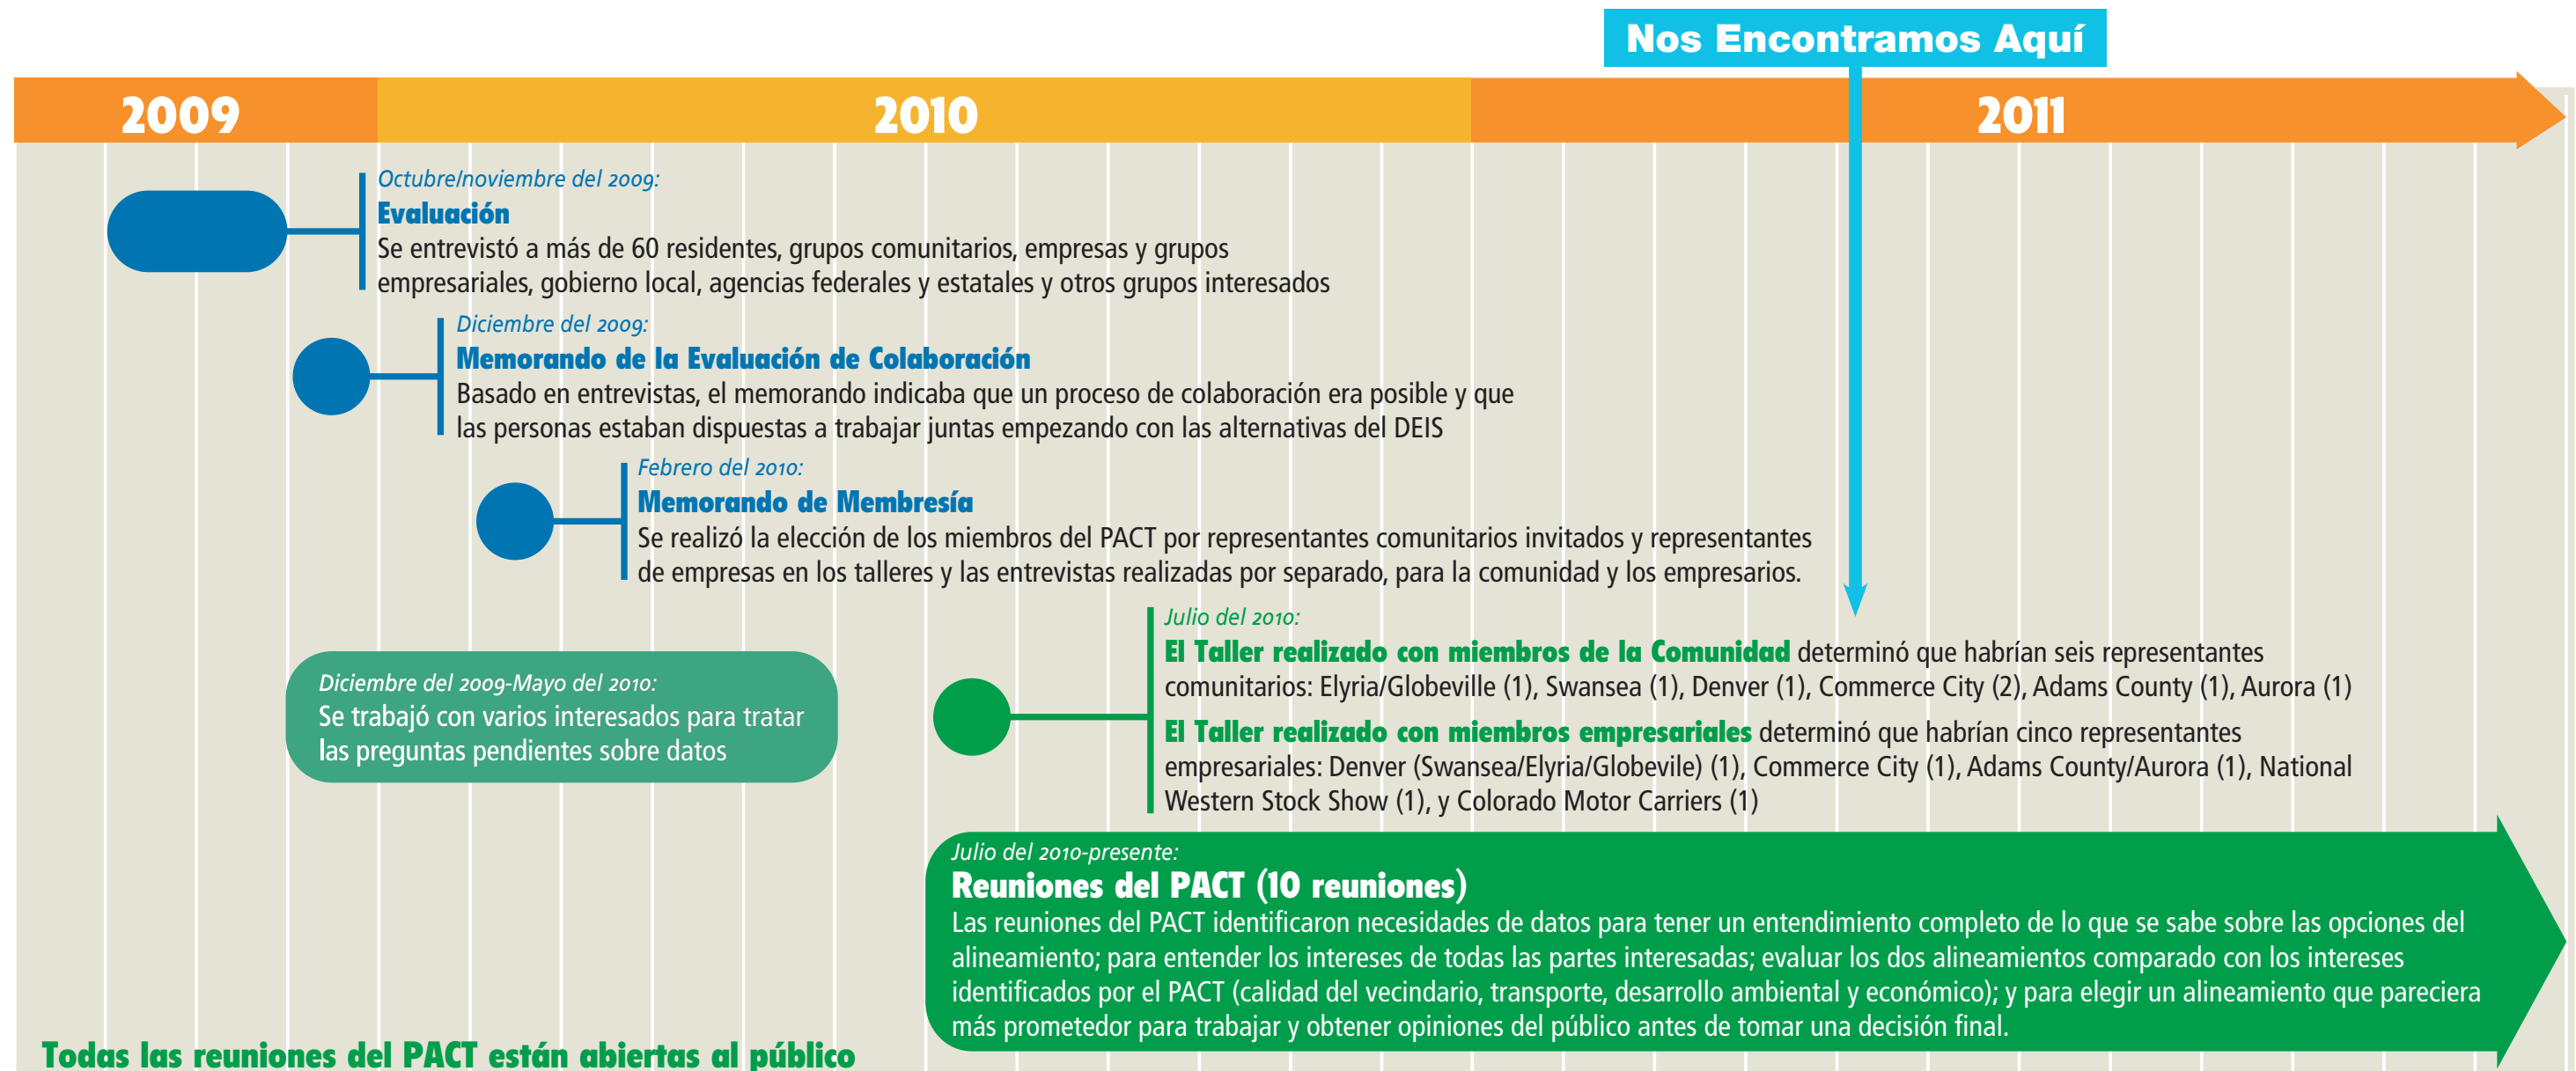 Nos Encontramos Aquí
2009
2010
2011
Octubre/noviembre del 2009:
Evaluación
Se entrevistó a más de 60 residentes, grupos comunitarios, empresas y grupos
empresariales, gobierno local, agencias federales y estatales y otros grupos interesados
Diciembre del 2009:
Memorando de la Evaluación de Colaboración
Basado en entrevistas, el memorando indicaba que un proceso de colaboración era posible y que
las personas estaban dispuestas a trabajar juntas empezando con las alternativas del DEIS
Febrero del 2010:
Memorando de Membresía
Se realizó la elección de los miembros del PACT por representantes comunitarios invitados y representantes
de empresas en los talleres y las entrevistas realizadas por separado, para la comunidad y los empresarios.
Diciembre del 2009-Mayo del 2010:
Se trabajó con varios interesados para tratar
las preguntas pendientes sobre datos
Julio del 2010:
El Taller realizado con miembros de la Comunidad determinó que habrían seis representantes
comunitarios: Elyria/Globeville (1), Swansea (1), Denver (1), Commerce City (2), Adams County (1), Aurora (1)
El Taller realizado con miembros empresariales determinó que habrían cinco representantes
empresariales: Denver (Swansea/Elyria/Globevile) (1), Commerce City (1), Adams County/Aurora (1), National
Western Stock Show (1), y Colorado Motor Carriers (1)
Julio del 2010-presente:
Reuniones del PACT (10 reuniones)
Las reuniones del PACT identificaron necesidades de datos para tener un entendimiento completo de lo que se sabe sobre las opciones del
alineamiento; para entender los intereses de todas las partes interesadas; evaluar los dos alineamientos comparado con los intereses
identificados por el PACT (calidad del vecindario, transporte, desarrollo ambiental y económico); y para elegir un alineamiento que pareciera
más prometedor para trabajar y obtener opiniones del público antes de tomar una decisión final.
Todas las reuniones del PACT están abiertas al público